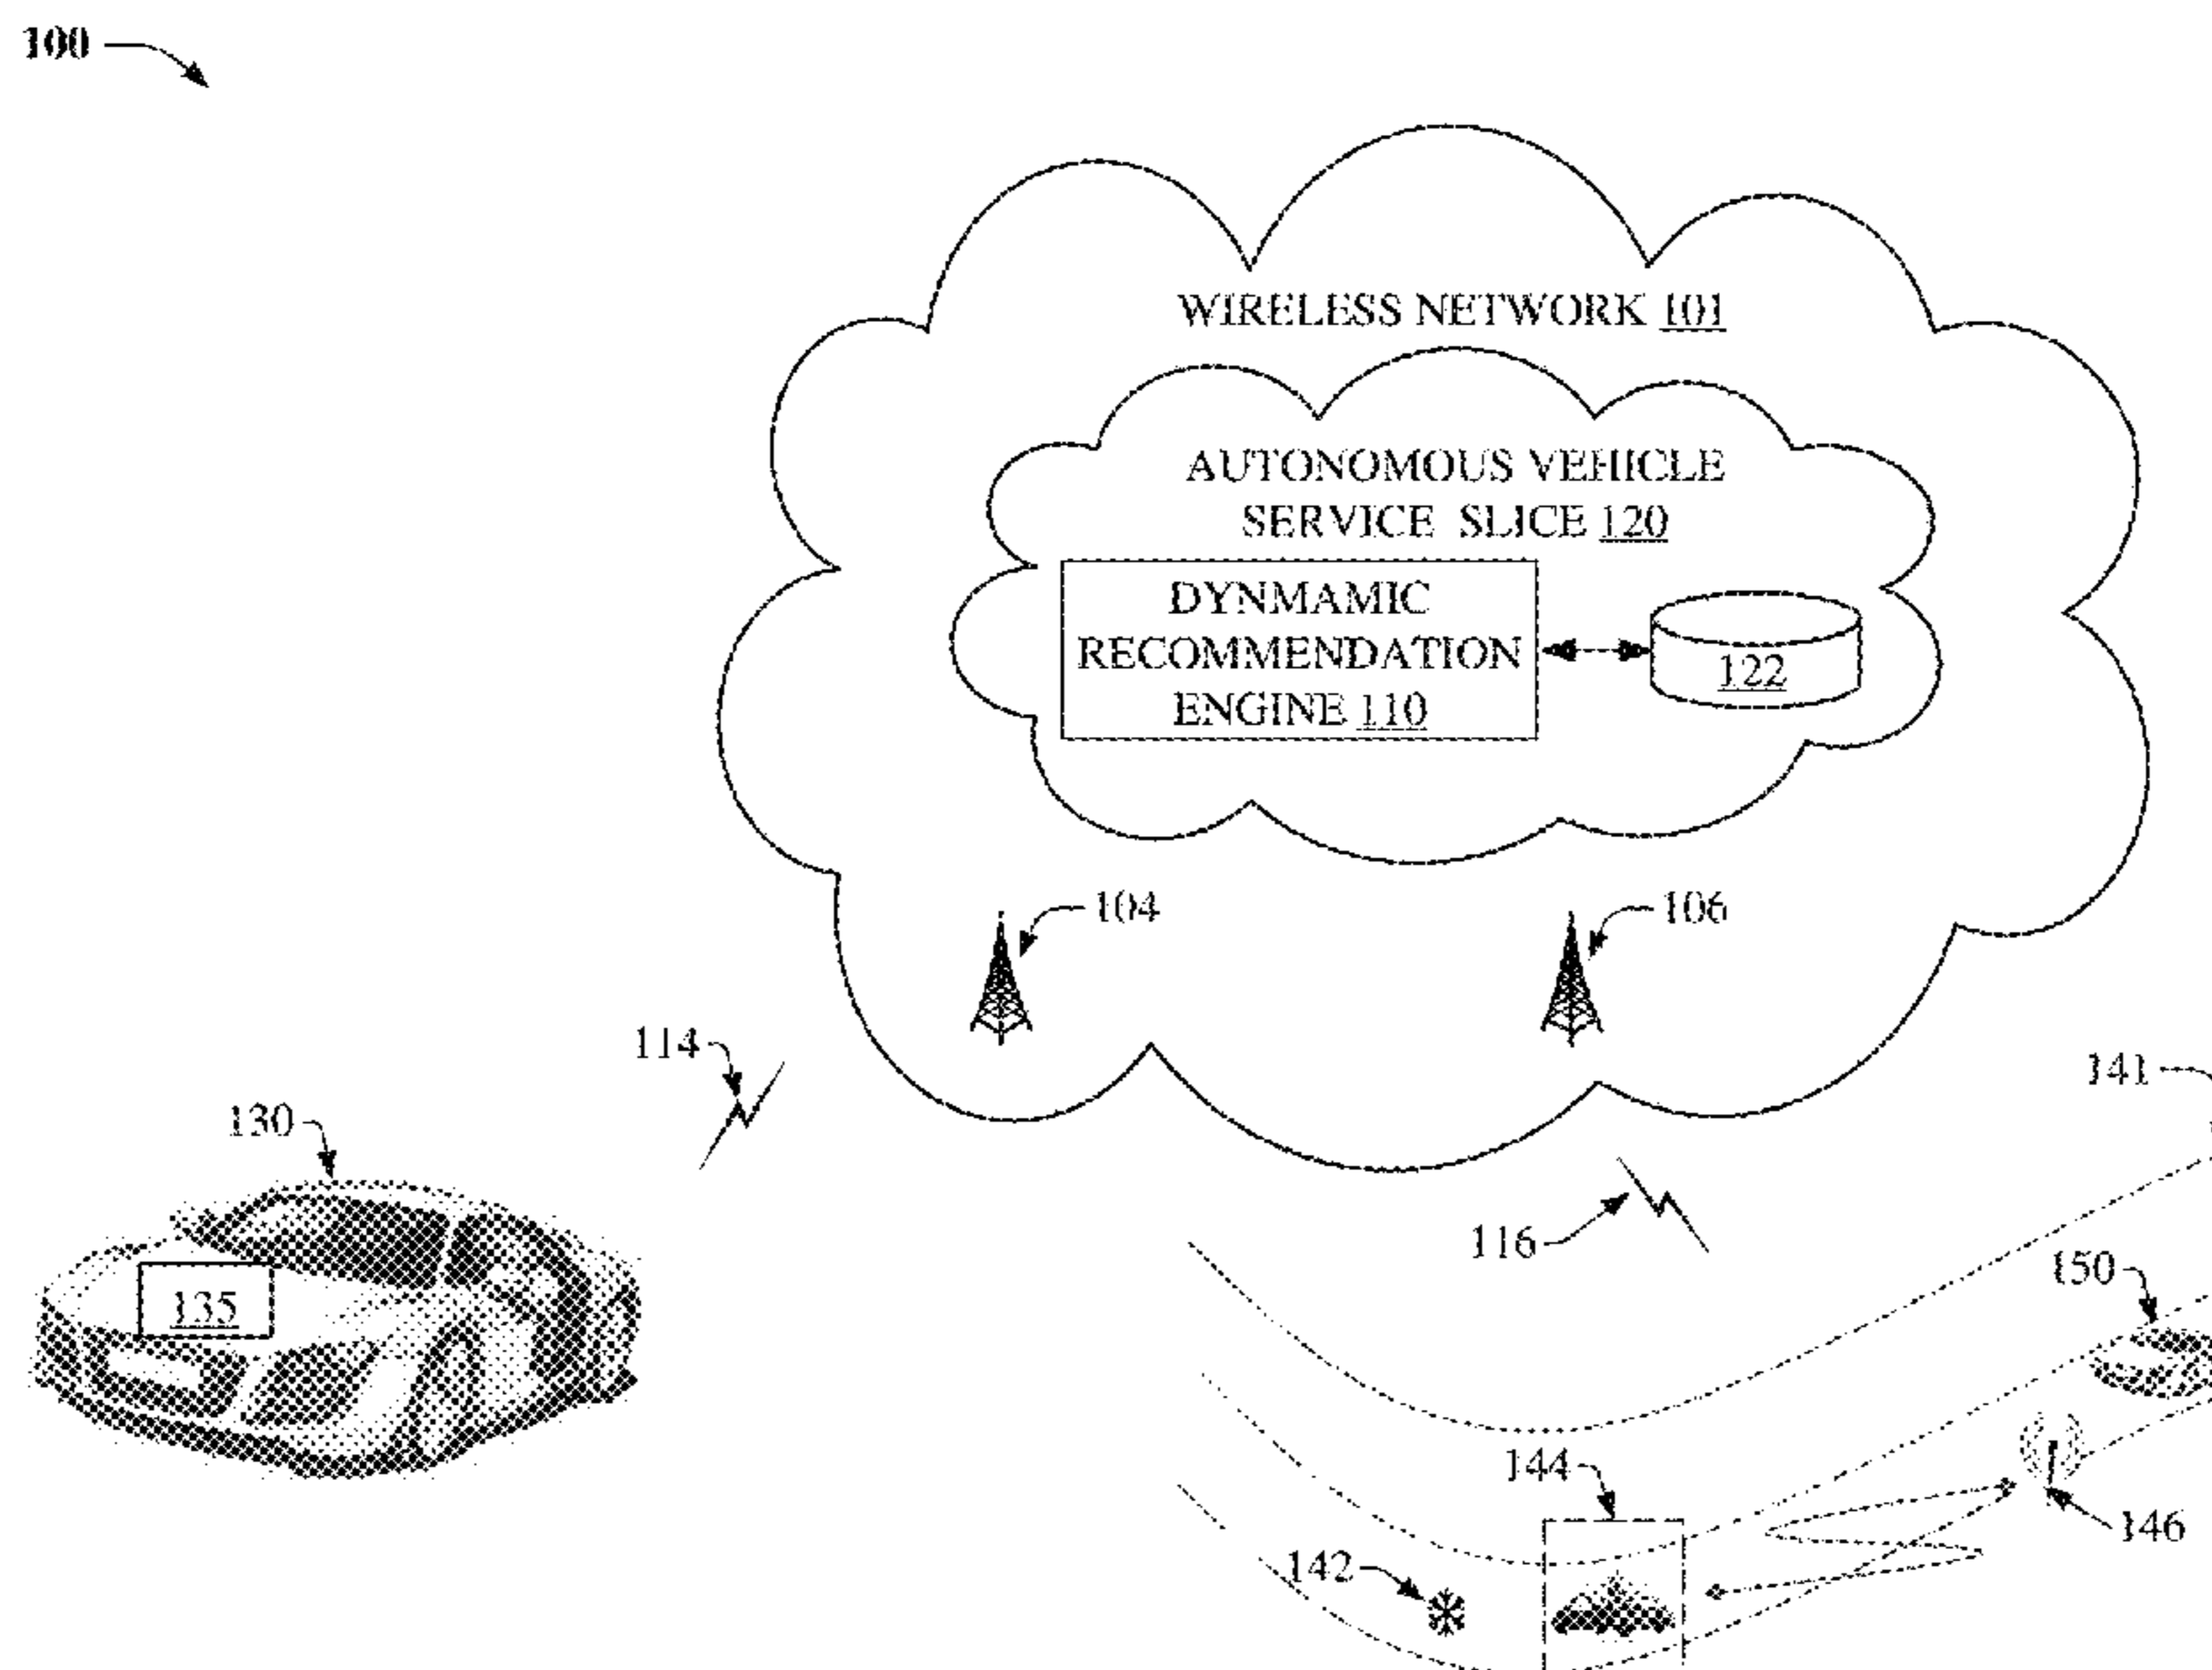 100
WIRELESS NETWORK 101
AUTONOMOUS VEHICLE
SERVICE SLICE 120
DYNMAMIC
RECOMMENDATION
ENGINE 110
122
104
106
114
141
130
116
150
135
144
146
142